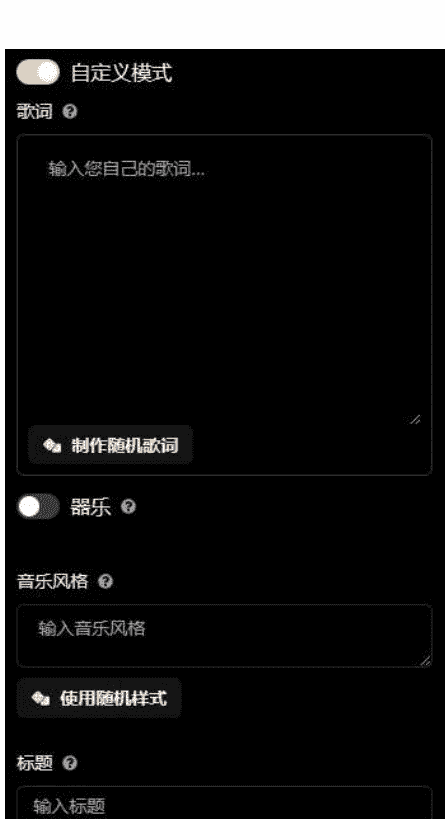 自定义模式
歌词
输入您自己的歌词...
制作随机歌词
器乐
音乐风格
输入音乐风格
使用随机样式
标题
输入标题